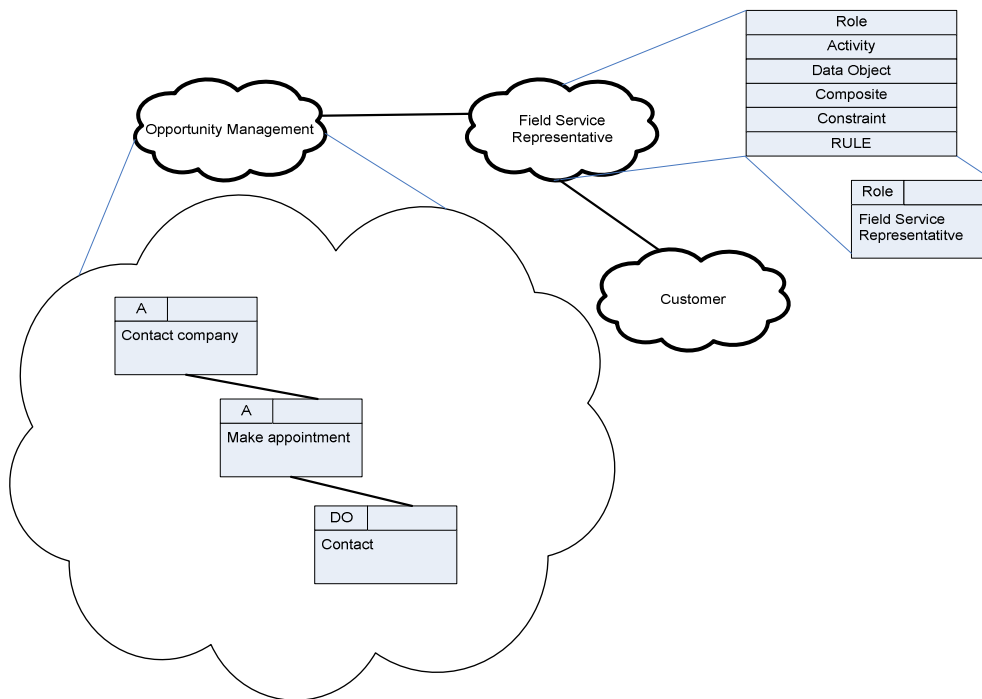 Role
Activity
Data Object
Composite
Constraint
RULE
Opportunity Management
Field Service
Representative
Role
Field Service
Representatitve
Customer
A
Contact company
A
Make appointment
DO
Contact